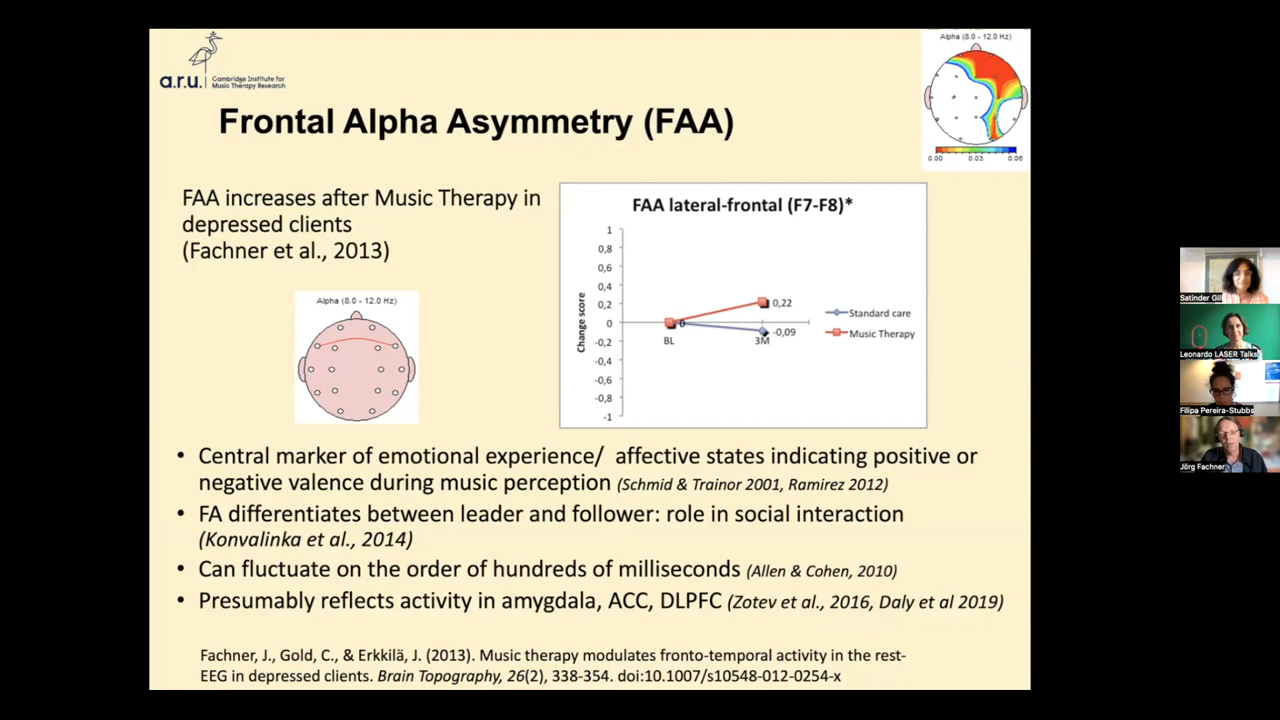 a.r.u.
Cambridge Institute for
Music Therapy Research
Alpha (8.0 - 12.0 Hz)
0.00 0.03 0.06
Frontal Alpha Asymmetry (FAA)
FAA increases after Music Therapy in
depressed clients
(Fachner et al., 2013)
Alpha (8.0 - 12.0 Hz)
FAA lateral-frontal (F7-F8)*
Change score
1
0,8
0,6
0,4
0,2
0
-0,2
-0,4
-0,6
-0,8
-1
0
0,22
-0,09
BL
3M
Standard care
Music Therapy
• Central marker of emotional experience/ affective states indicating positive or
negative valence during music perception (Schmid & Trainor 2001, Ramirez 2012)
• FA differentiates between leader and follower: role in social interaction
(Konvalinka et al., 2014)
• Can fluctuate on the order of hundreds of milliseconds (Allen & Cohen, 2010)
• Presumably reflects activity in amygdala, ACC, DLPFC (Zotev et al., 2016, Daly et al 2019)
Fachner, J., Gold, C., & Erkkilä, J. (2013). Music therapy modulates fronto-temporal activity in the rest-
EEG in depressed clients. Brain Topography, 26(2), 338-354. doi:10.1007/s10548-012-0254-x
Satinder Gill
Leonardo LASER Talks
Filipa Pereira-Stubbs
Jörg Fachner